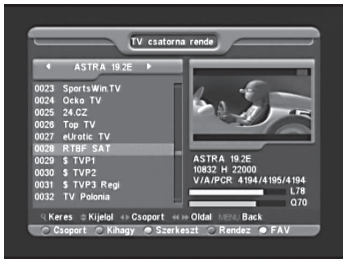 TV csatorna rende
ASTRA 19.2E
0023 SportsWin.TV
0024 Ocko TV
0025 24.CZ
0026 Top TV
0027 eUrotic TV
0028 RTBF SAT
0029 $ TVP1
0030 $ TVP2
0031 $ TVP3 Regi
0032 TV Polonia
ASTRA 19.2E
10832 H 22000
V/A/PCR 4194/4195/4194
L78
Q70
Keres Kijelol Csoport Oldal MENU Back
Csoport Kihagy Szerkeszt Rendez FAV